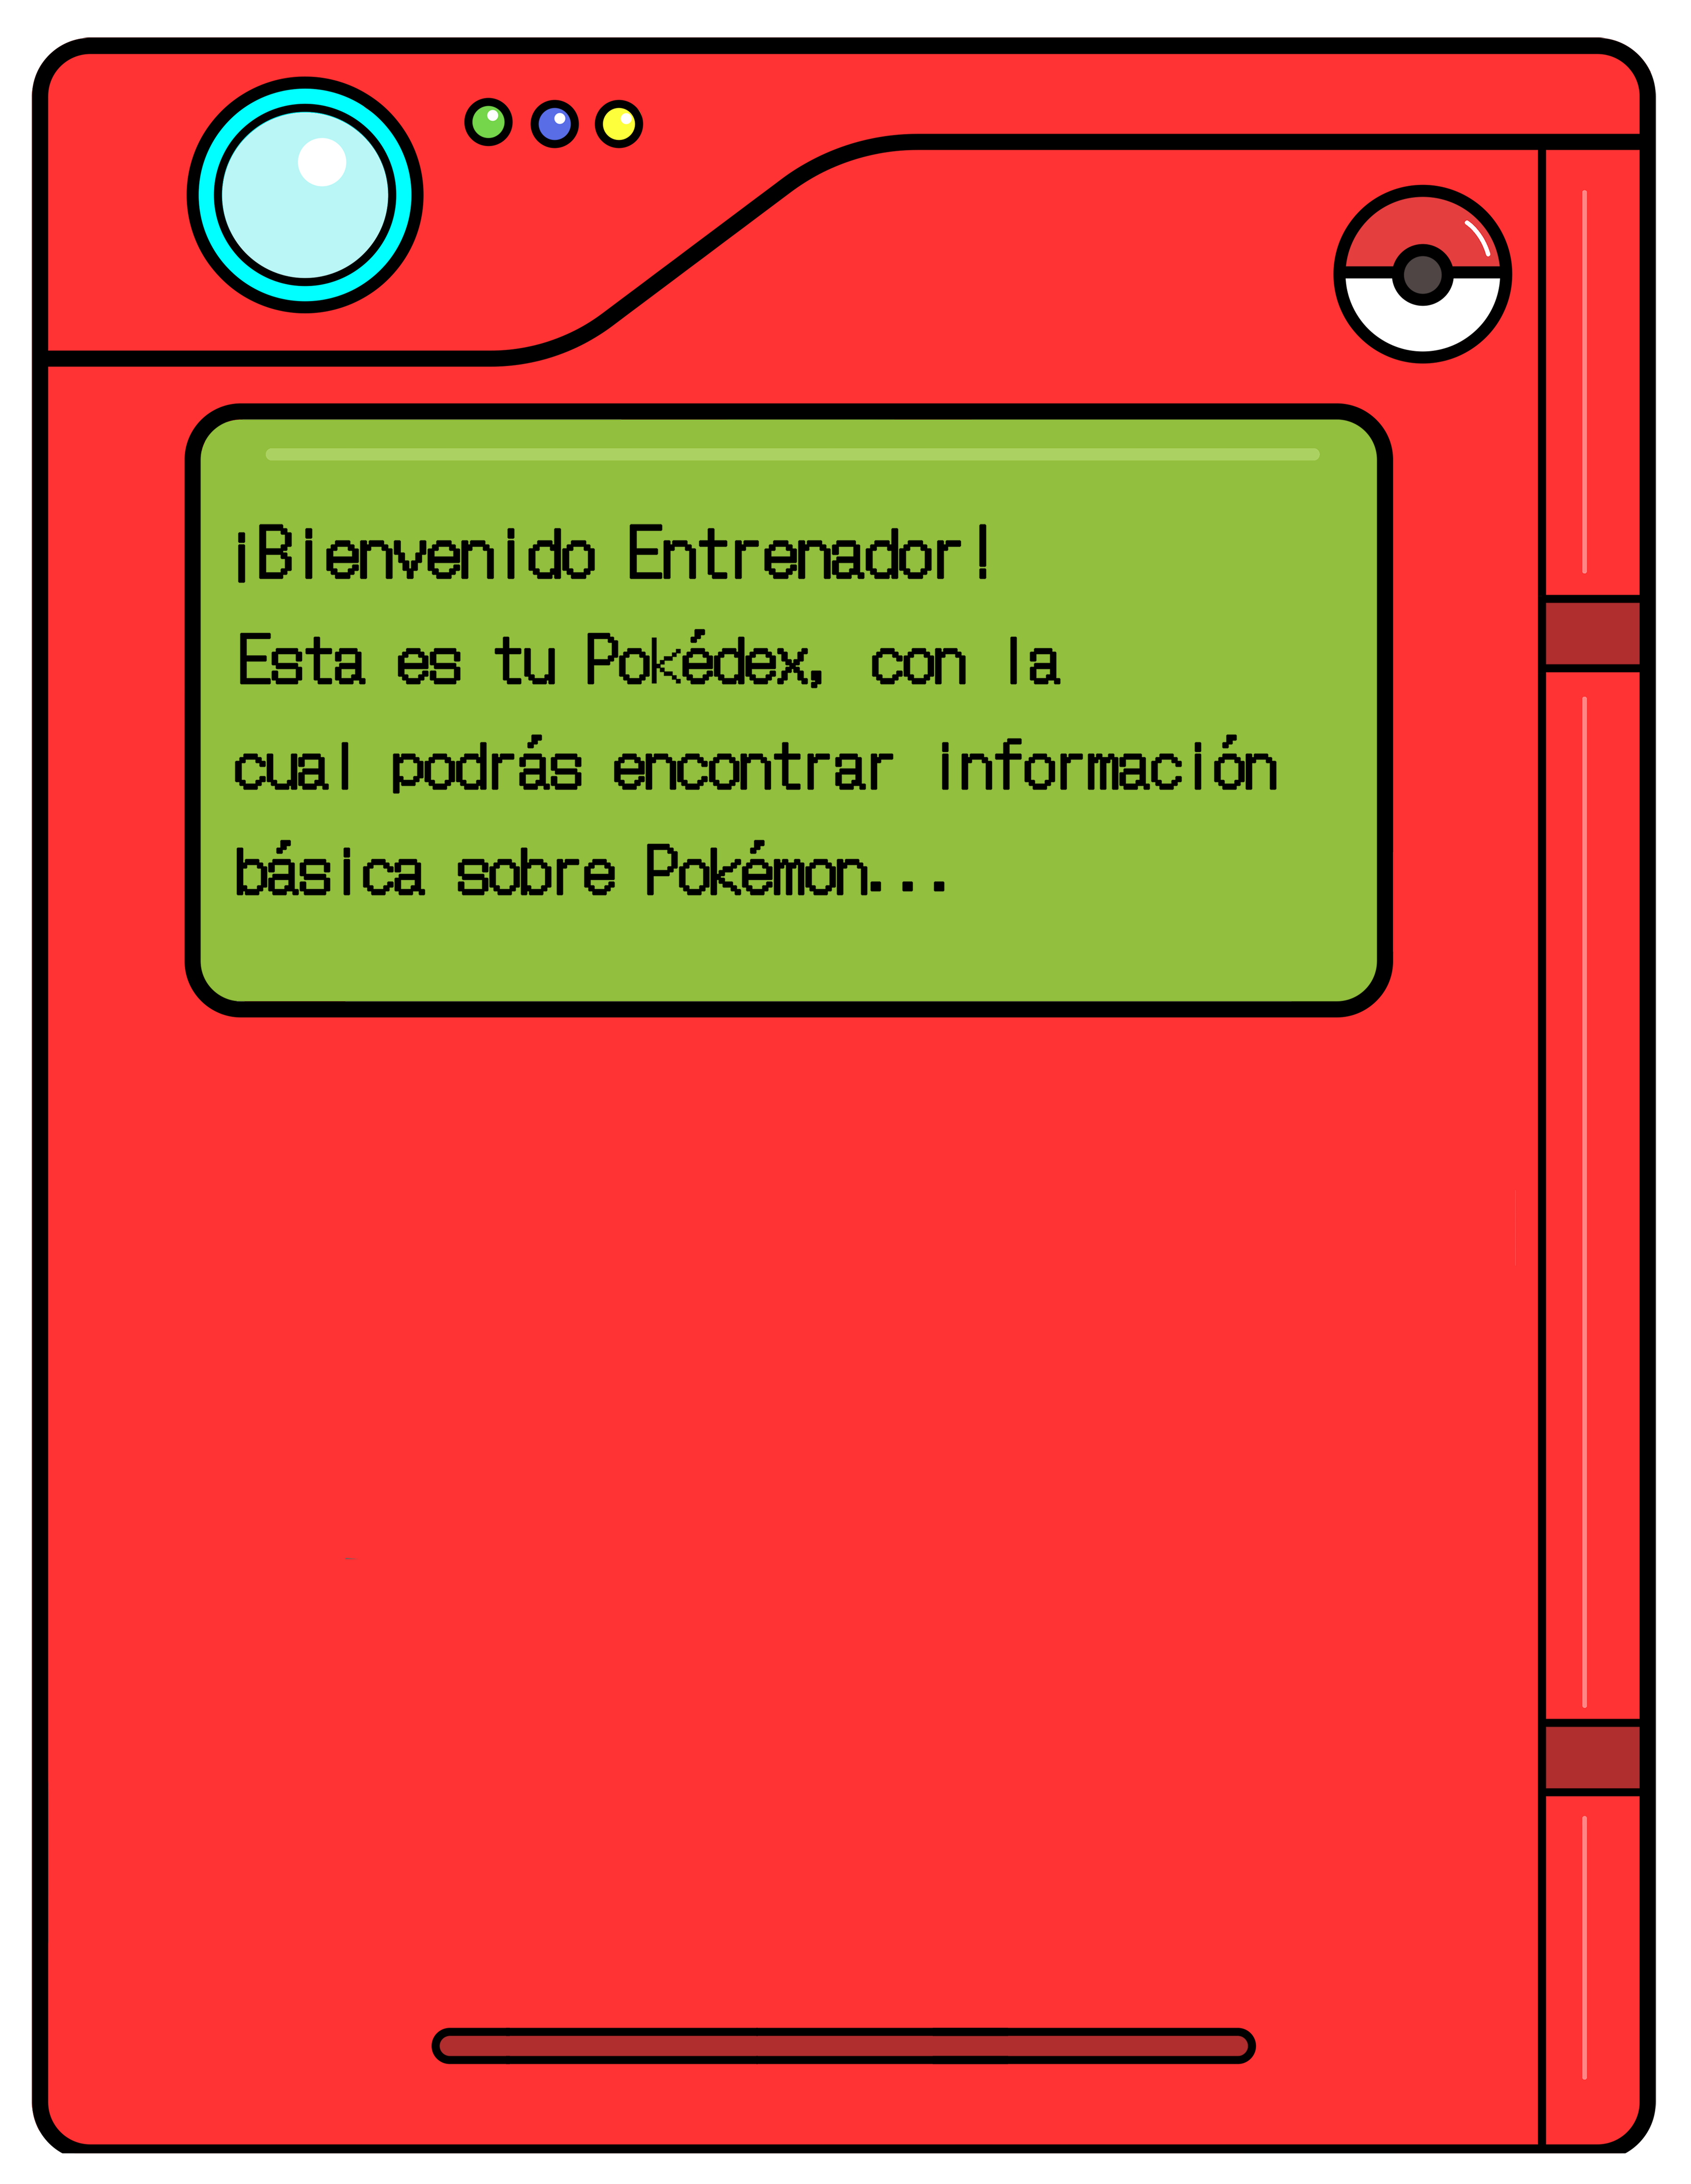 ¡Bienvenido Entrenador!
Esta es tu Pokédex, con la
cual podrás encontrar información
básica sobre Pokémon...